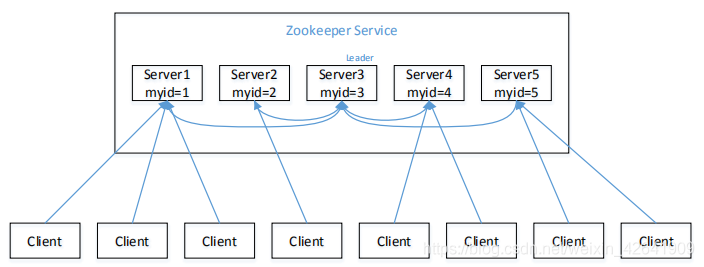 Zookeeper Service
Leader
Server1 Server2 Server3 Server4 Server5
myid=1 myid=2 myid=3 myid=4 myid=5
Client Client Client Client Client Client Client Client